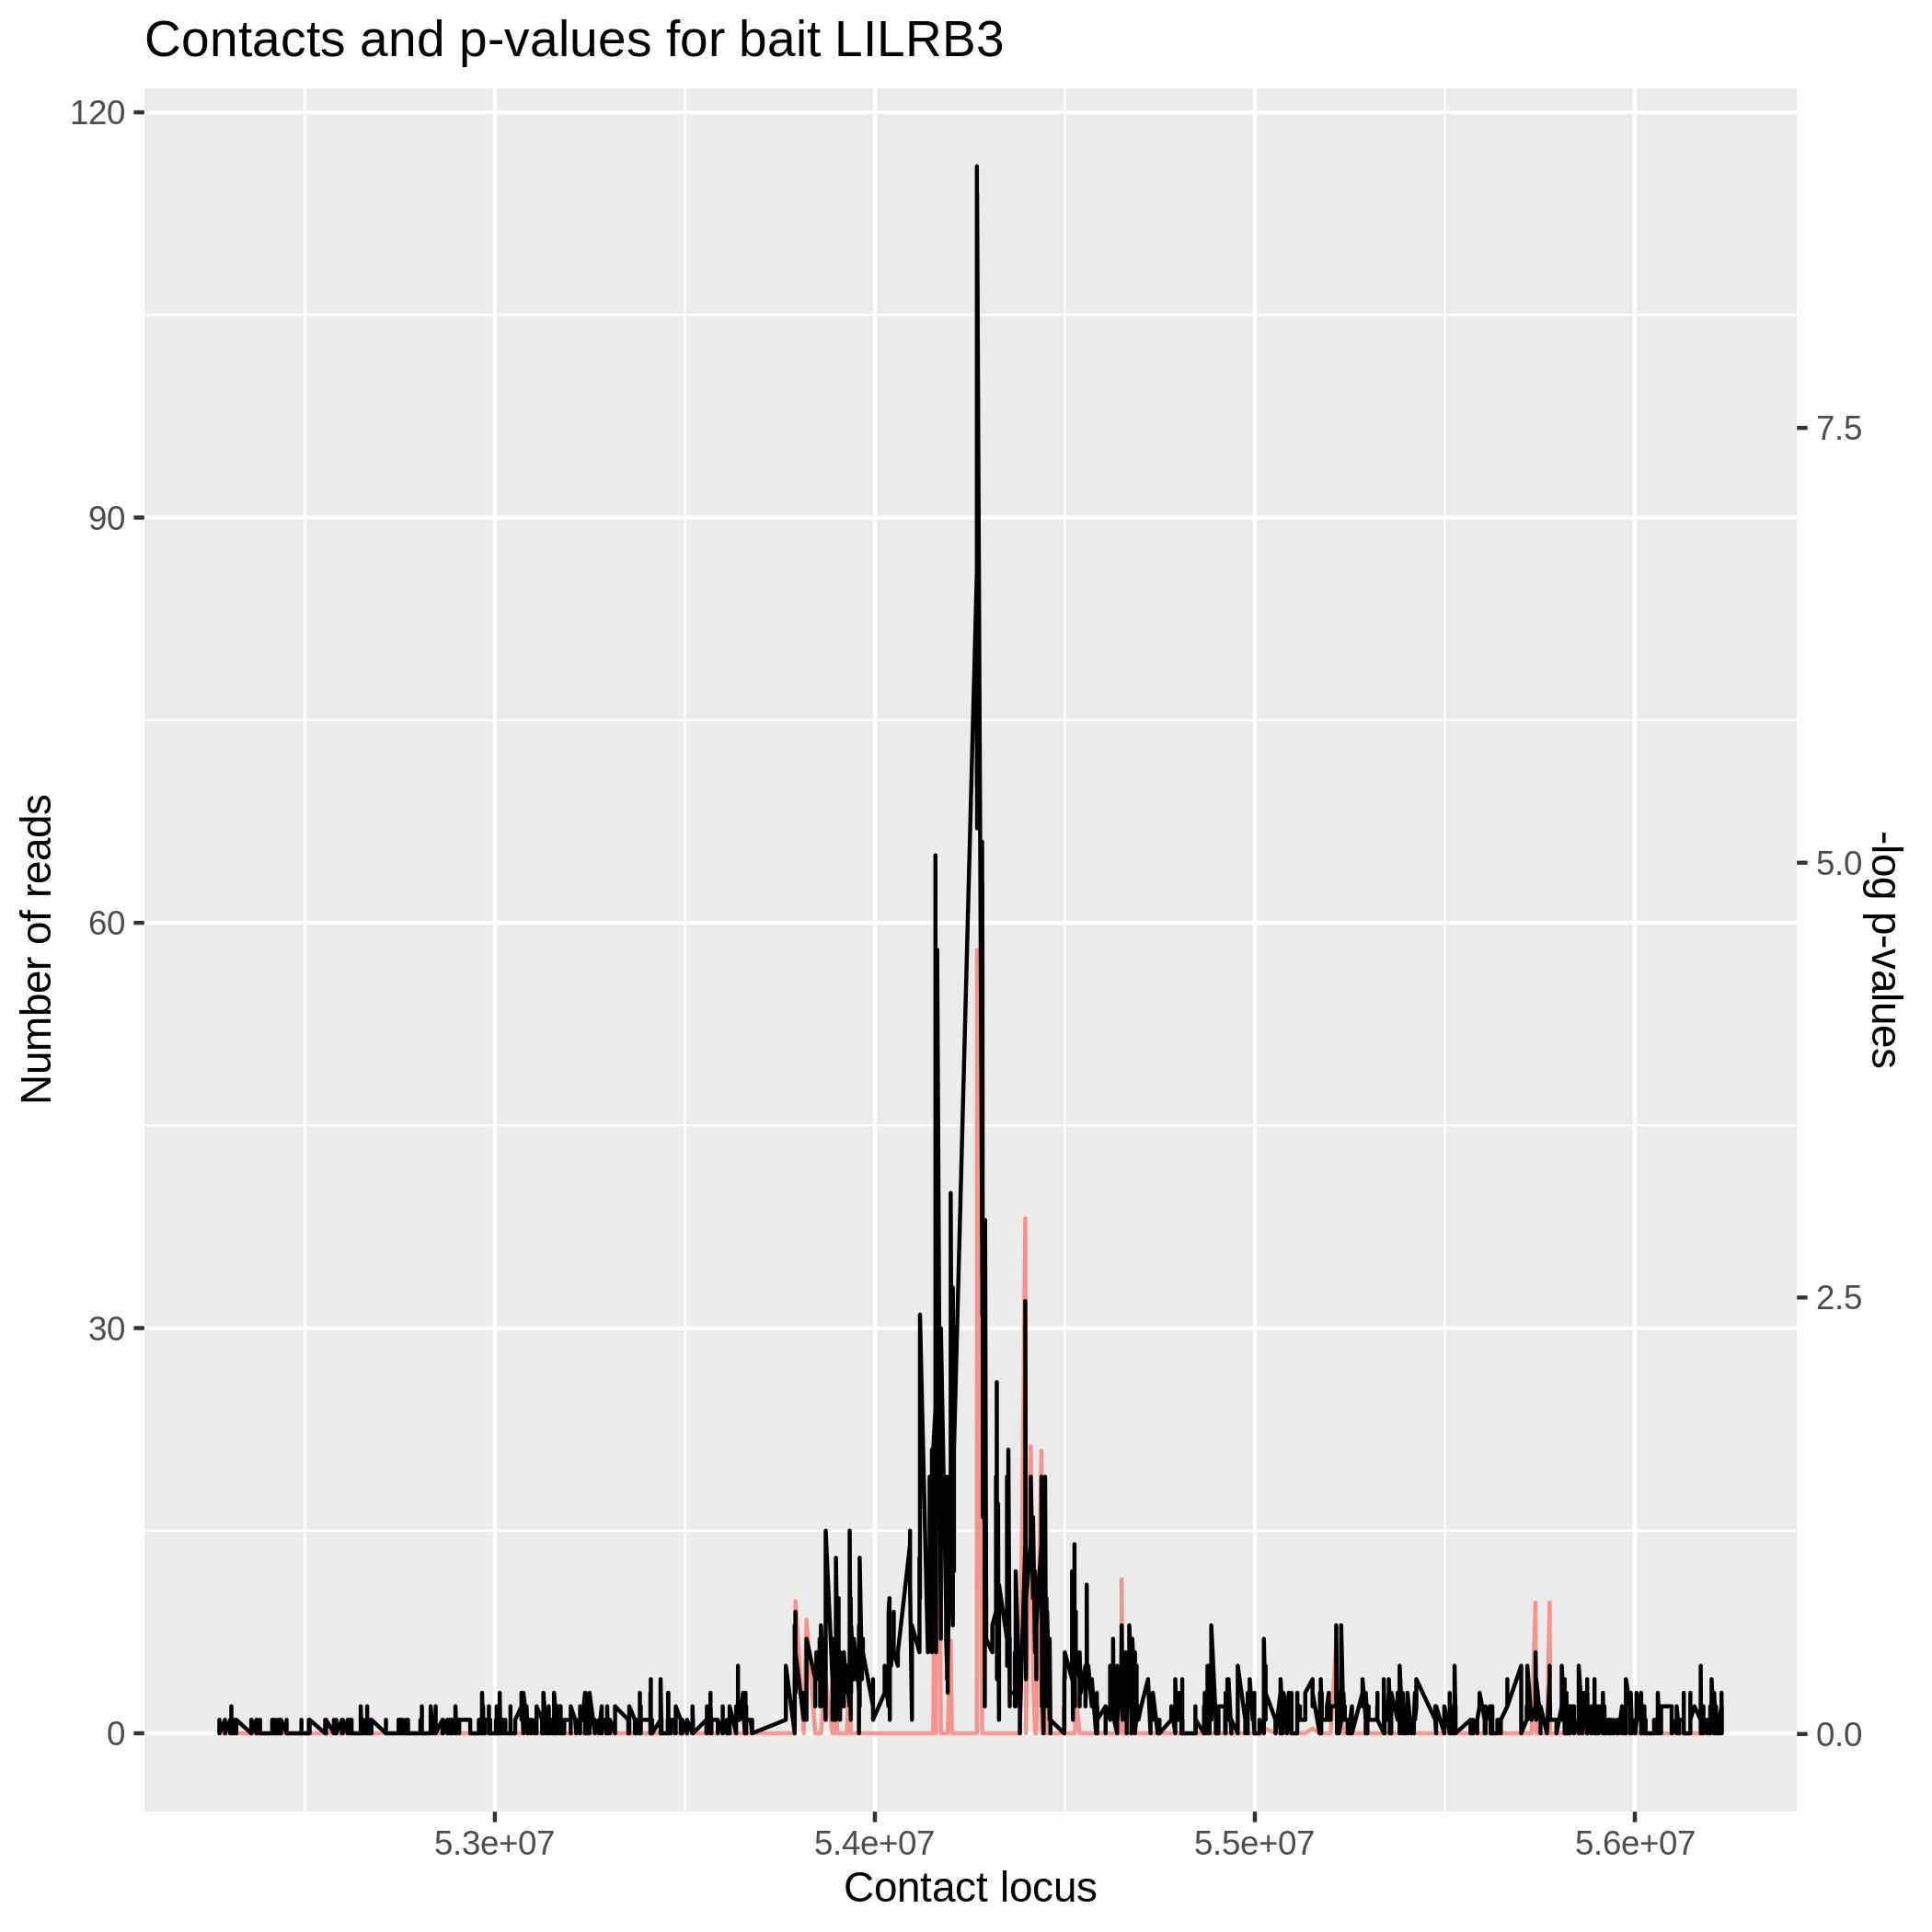 Contacts and p-values for bait LILRB3
120
90
60
30
0
Number of reads
7.5
5.0
2.5
0.0
-log p-values
5.3e+07
5.4e+07
5.5e+07
5.6e+07
Contact locus